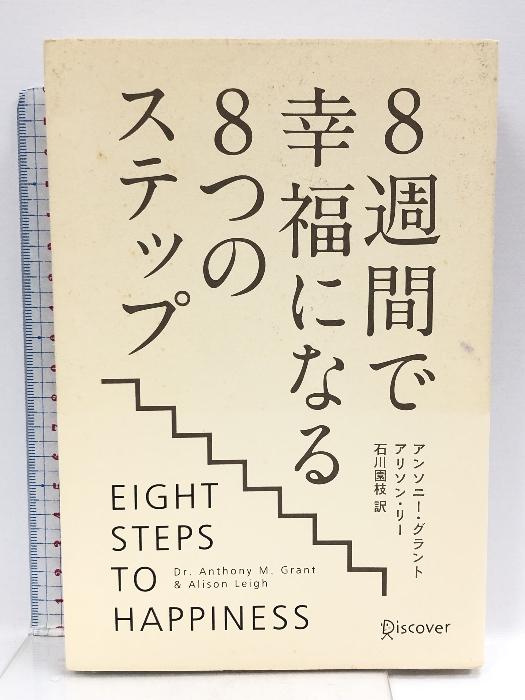 8週間で
幸福になる
8つの
ステップ
アンソニー・グラント
アリソン・リー
石川園枝 訳
EIGHT
STEPS
TO
HAPPINESS
Dr. Anthony M. Grant
& Alison Leigh
Discover